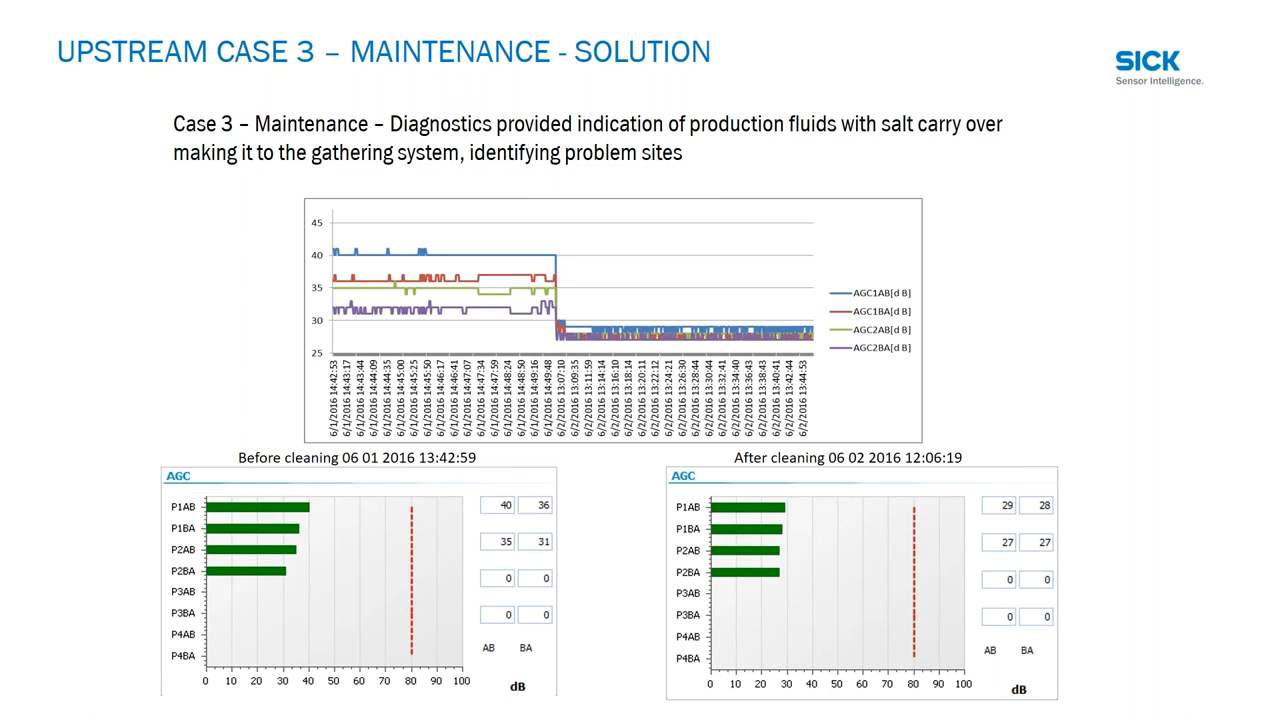 UPSTREAM CASE 3 – MAINTENANCE - SOLUTION
SICK
Sensor Intelligence.
Case 3 – Maintenance – Diagnostics provided indication of production fluids with salt carry over
making it to the gathering system, identifying problem sites
45
40
35
30
25
AGC1AB[d B]
AGC1BA[d B]
AGC2AB[d B]
AGC2BA[d B]
6/1/2016 14:42:53
6/1/2016 14:43:17
6/1/2016 14:43:44
6/1/2016 14:44:09
6/1/2016 14:44:35
6/1/2016 14:45:00
6/1/2016 14:45:25
6/1/2016 14:45:50
6/1/2016 14:46:17
6/1/2016 14:46:41
6/1/2016 14:47:07
6/1/2016 14:47:34
6/1/2016 14:47:59
6/1/2016 14:48:24
6/1/2016 14:48:50
6/1/2016 14:49:16
6/1/2016 14:49:48
6/2/2016 13:07:10
6/2/2016 13:09:35
6/2/2016 13:11:59
6/2/2016 13:14:14
6/2/2016 13:16:10
6/2/2016 13:18:14
6/2/2016 13:20:11
6/2/2016 13:22:12
6/2/2016 13:24:21
6/2/2016 13:26:30
6/2/2016 13:28:44
6/2/2016 13:30:44
6/2/2016 13:32:41
6/2/2016 13:34:40
6/2/2016 13:36:43
6/2/2016 13:38:43
6/2/2016 13:40:41
6/2/2016 13:42:44
6/2/2016 13:44:53
Before cleaning 06 01 2016 13:42:59
AGC
P1AB
P1BA
P2AB
P2BA
P3AB
P3BA
P4AB
P4BA
0 10 20 30 40 50 60 70 80 90 100
40 36
35 31
0 0
0 0
AB BA
dB
After cleaning 06 02 2016 12:06:19
AGC
P1AB
P1BA
P2AB
P2BA
P3AB
P3BA
P4AB
P4BA
0 10 20 30 40 50 60 70 80 90 100
29 28
27 27
0 0
0 0
AB BA
dB